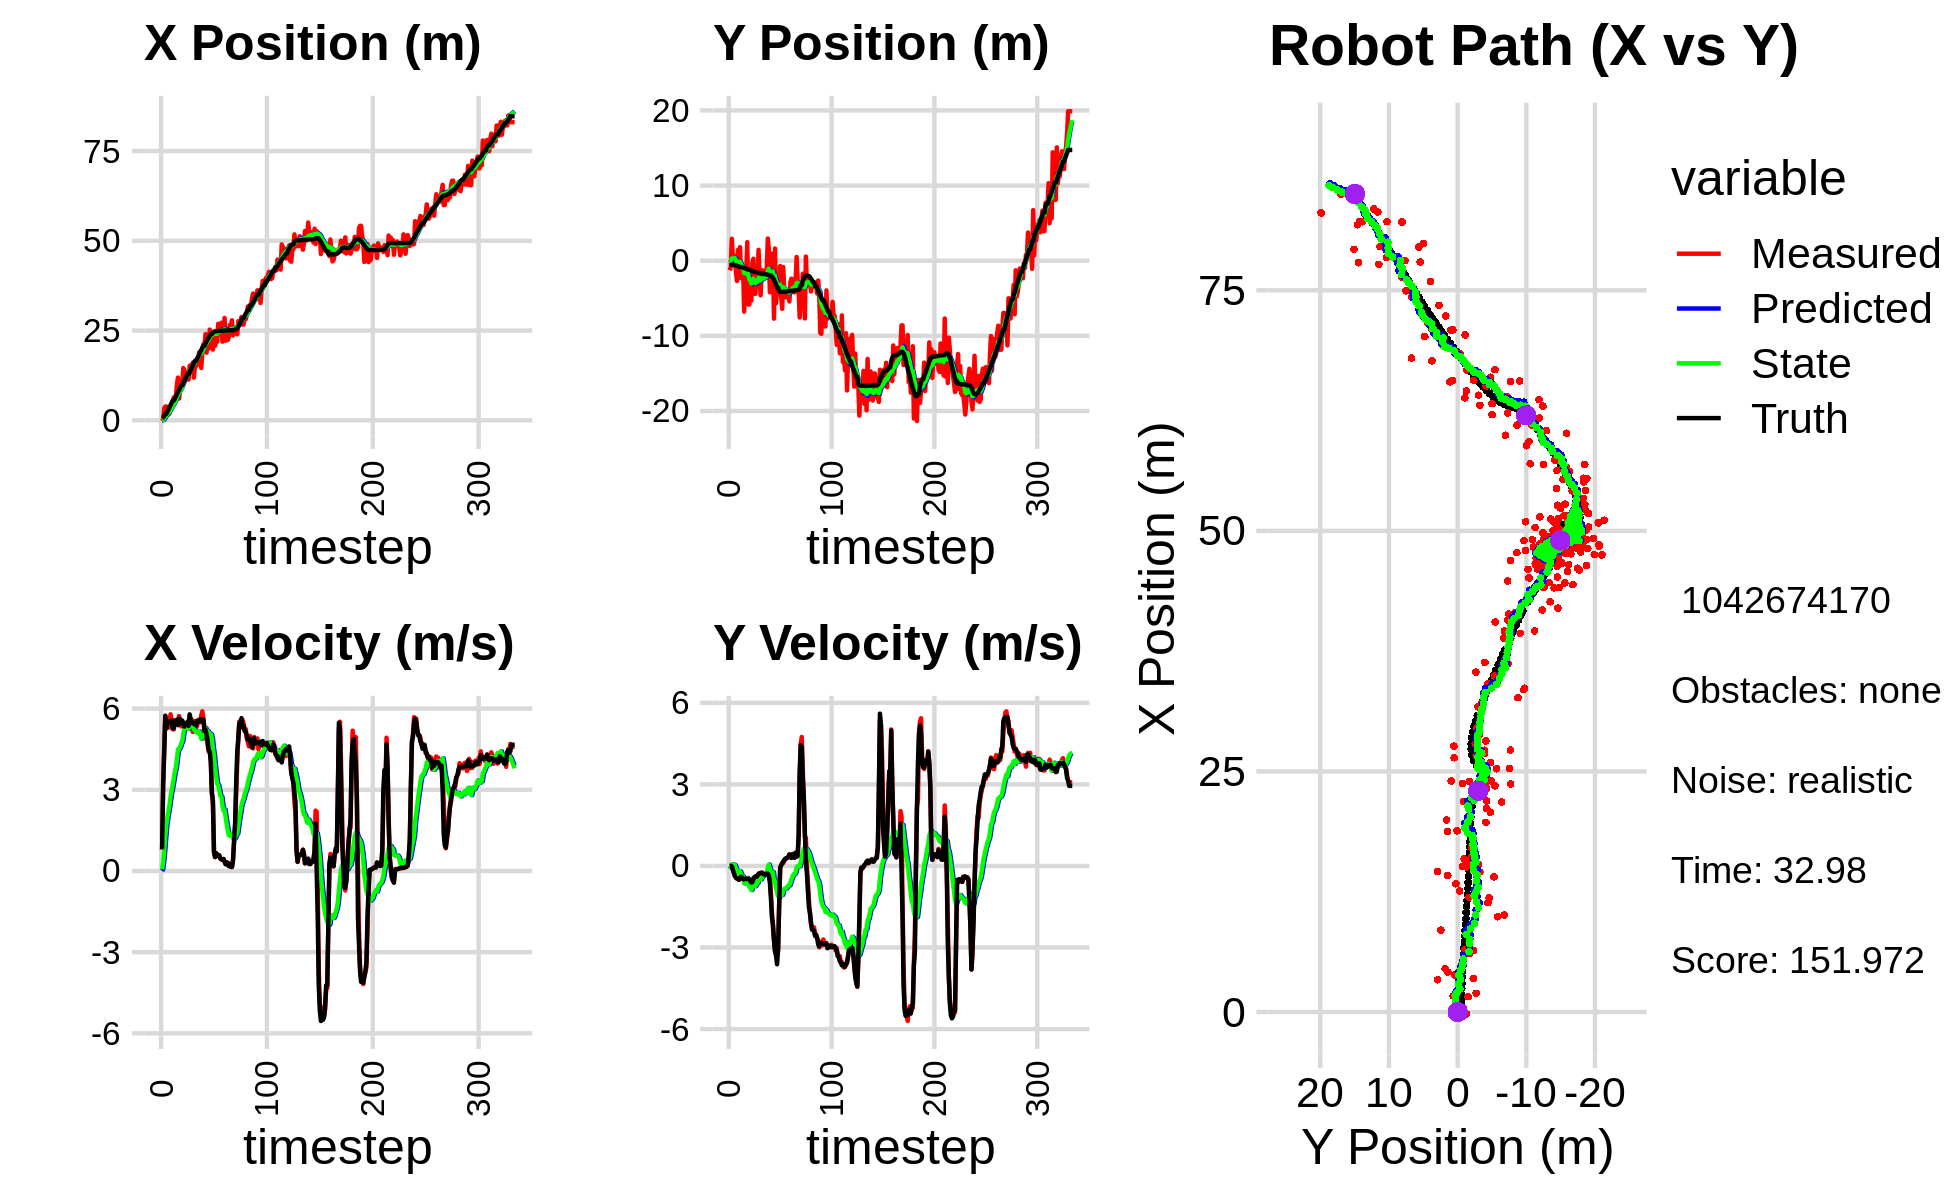 X Position (m)
75
50
25
0
0
100
200
300
timestep
Y Position (m)
20
10
0
-10
-20
0
100
200
300
timestep
X Velocity (m/s)
6
3
0
-3
-6
0
100
200
300
timestep
Y Velocity (m/s)
6
3
0
-3
-6
0
100
200
300
timestep
Robot Path (X vs Y)
X Position (m)
75
50
25
0
20 10 0 -10 -20
Y Position (m)
variable
Measured
Predicted
State
Truth
1042674170
Obstacles: none
Noise: realistic
Time: 32.98
Score: 151.972